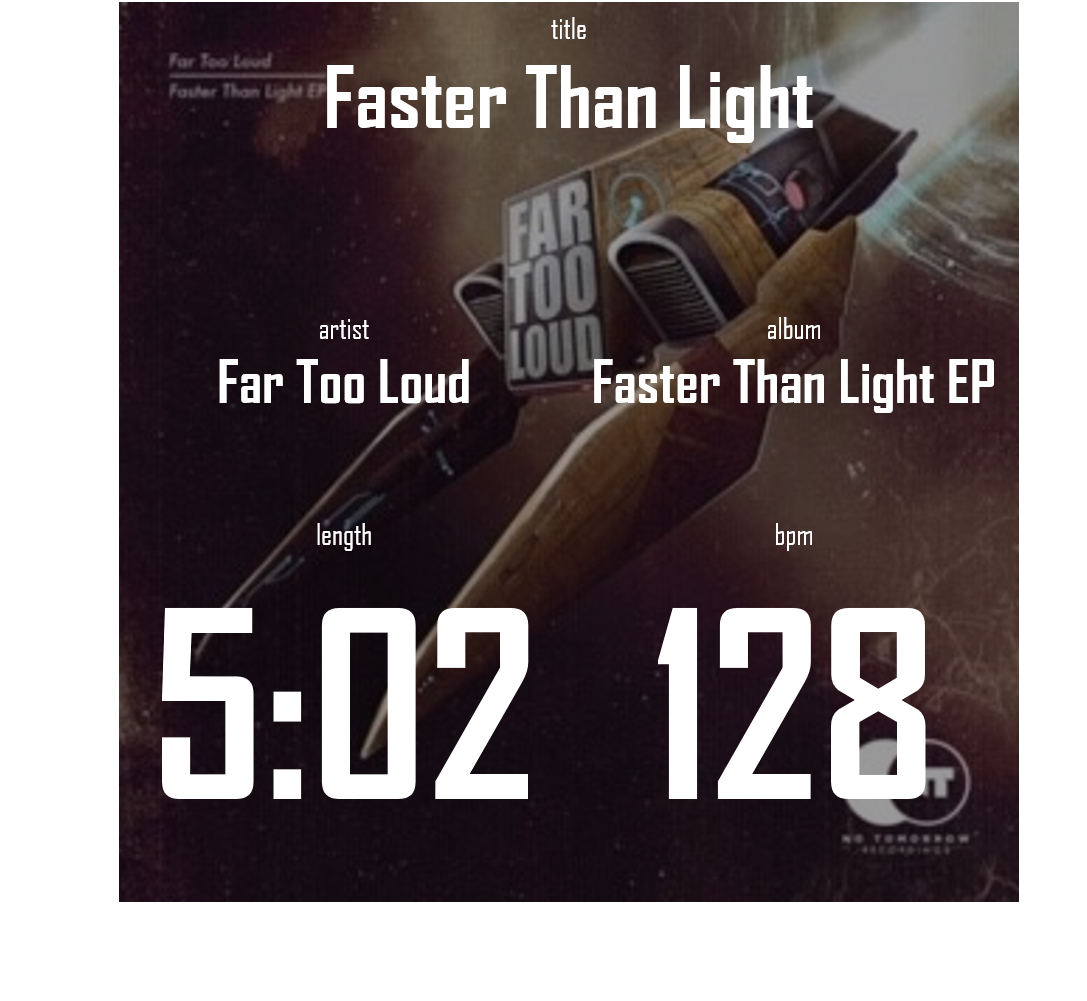 title
Far Too Loud
Faster Than Light EP
Faster Than Light
FAR
TOO
LOUD
artist
album
Far Too Loud
Faster Than Light EP
length
bpm
5:02
128
NO TOMORROW
RECORDINGS